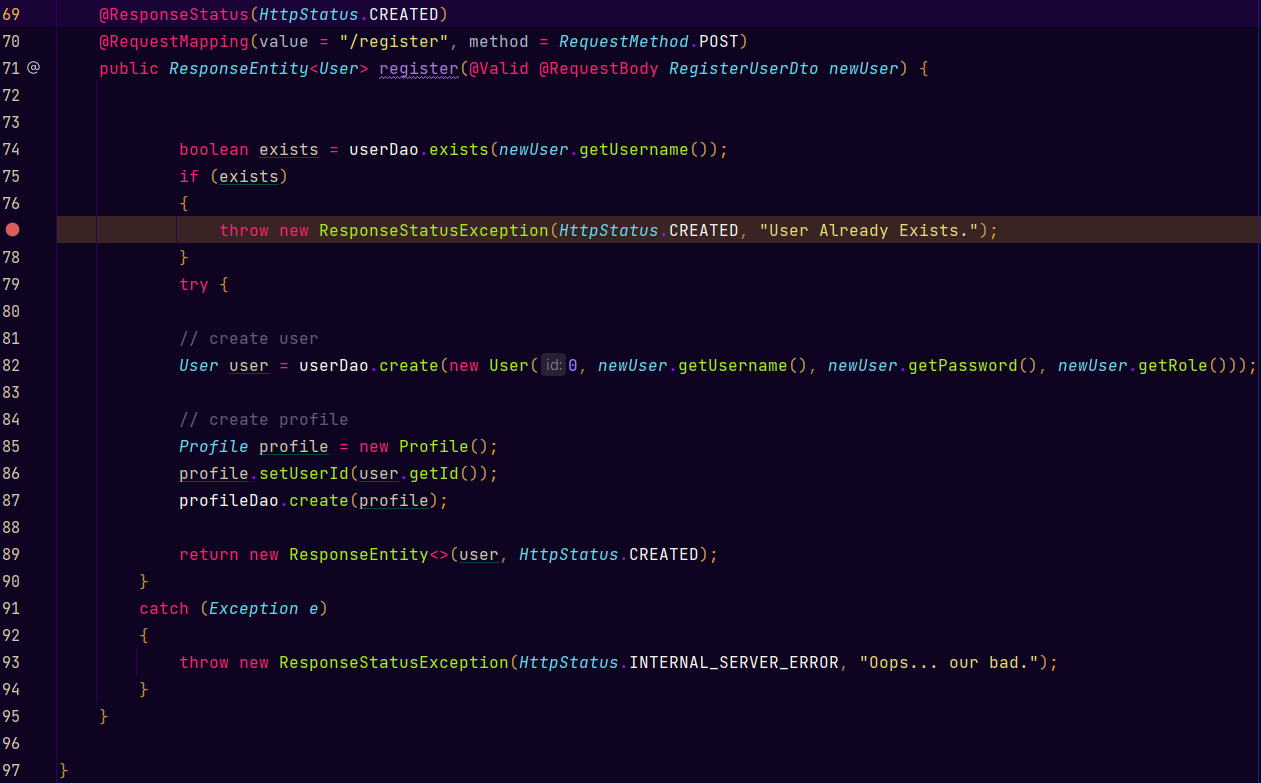 69 @ResponseStatus(HttpStatus.CREATED)
70 @RequestMapping(value = "/register", method = RequestMethod.POST)
71 @ public ResponseEntity<User> register(@Valid @RequestBody RegisterUserDto newUser) {
72
73
74 boolean exists = userDao.exists(newUser.getUsername());
75 if (exists)
76 {
throw new ResponseStatusException(HttpStatus.CREATED, "User Already Exists.");
78 }
79 try {
80
81 // create user
82 User user = userDao.create(new User(id: 0, newUser.getUsername(), newUser.getPassword(), newUser.getRole()));
83
84 // create profile
85 Profile profile = new Profile();
86 profile.setUserId(user.getId());
87 profileDao.create(profile);
88
89 return new ResponseEntity<>(user, HttpStatus.CREATED);
90 }
91 catch (Exception e)
92 {
93 throw new ResponseStatusException(HttpStatus.INTERNAL_SERVER_ERROR, "Oops... our bad.");
94 }
95 }
96
97 }